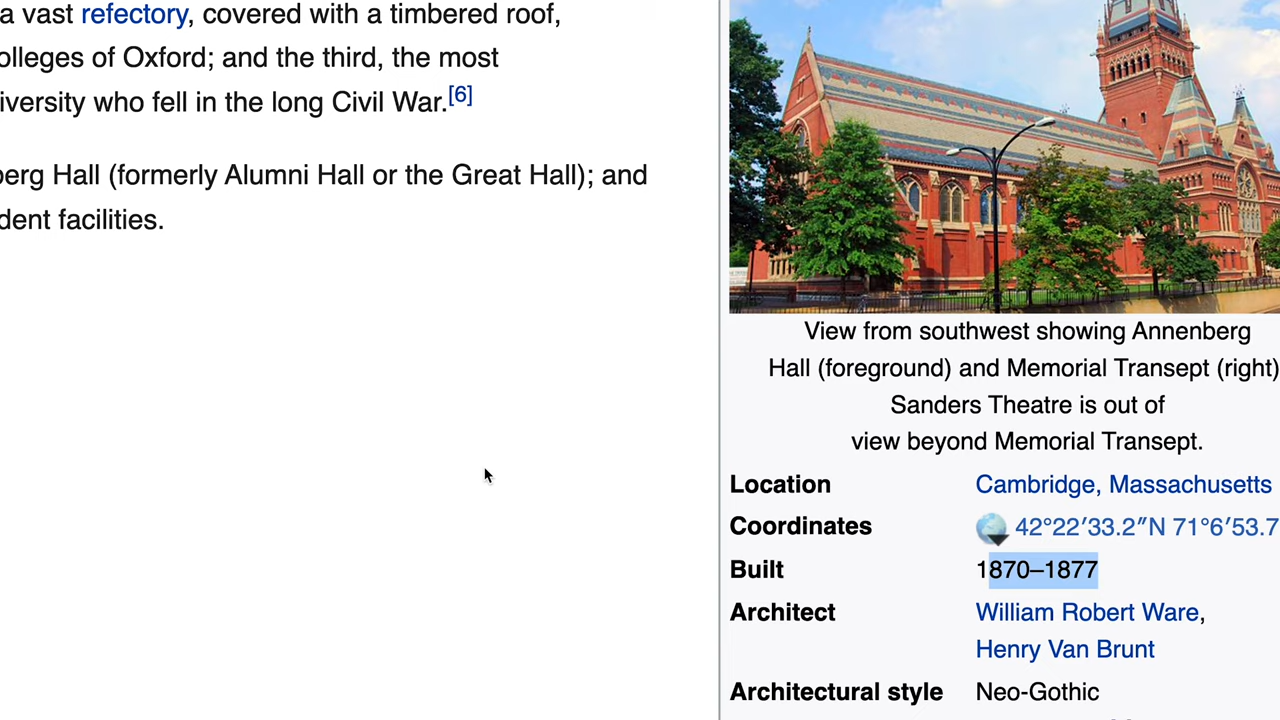 a vast refectory, covered with a timbered roof,
olleges of Oxford; and the third, the most
iversity who fell in the long Civil War.[6]
berg Hall (formerly Alumni Hall or the Great Hall); and
dent facilities.
View from southwest showing Annenberg
Hall (foreground) and Memorial Transept (right)
Sanders Theatre is out of
view beyond Memorial Transept.
Location Cambridge, Massachusetts
Coordinates 42°22′33.2″N 71°6′53.7
Built 1870–1877
Architect William Robert Ware,
Henry Van Brunt
Architectural style Neo-Gothic